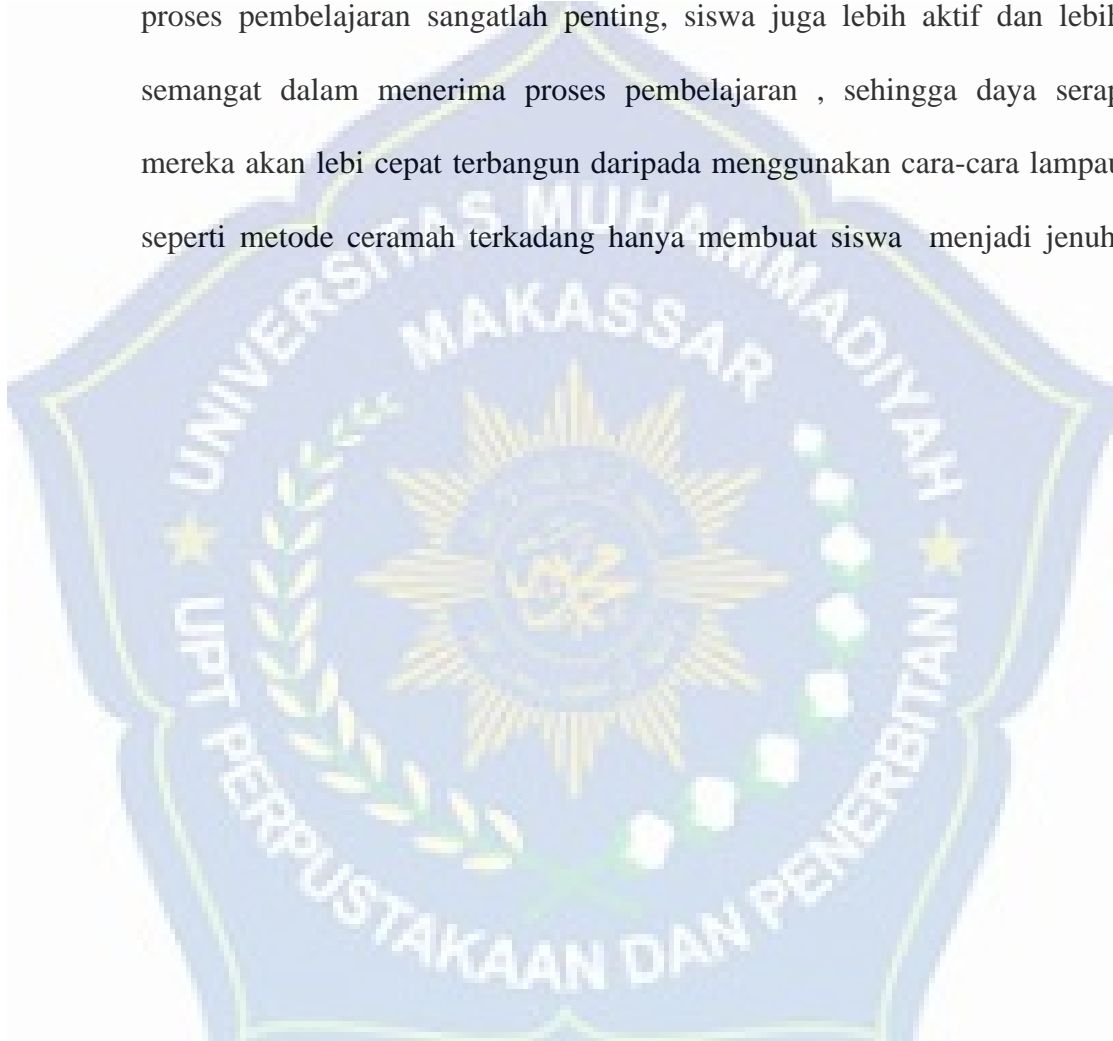 proses pembelajaran sangatlah penting, siswa juga lebih aktif dan lebih
semangat dalam menerima proses pembelajaran , sehingga daya serap
mereka akan lebi cepat terbangun daripada menggunakan cara-cara lampau
seperti metode ceramah terkadang hanya membuat siswa menjadi jenuh
UNIVERSITAS MUHAMMADIYAH
MAKASSAR
UPT PERPUSTAKAAN DAN PENERBITAN